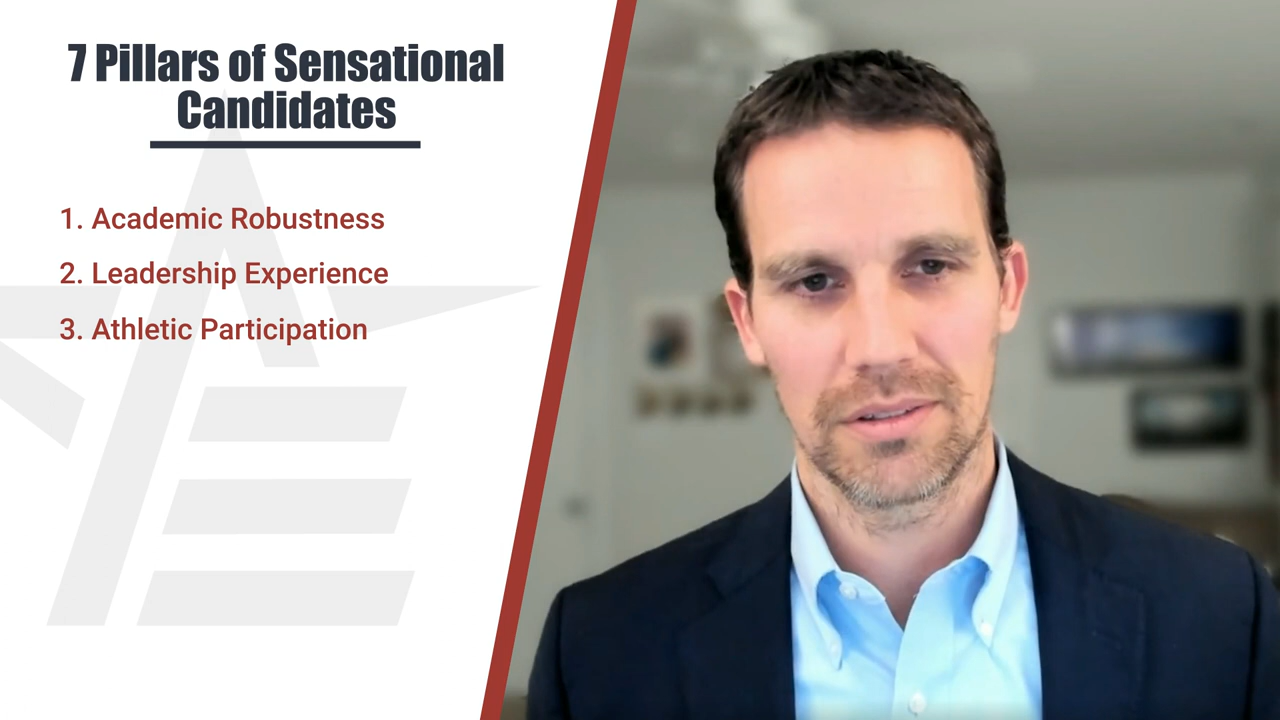 7 Pillars of Sensational
Candidates
1. Academic Robustness
2. Leadership Experience
3. Athletic Participation